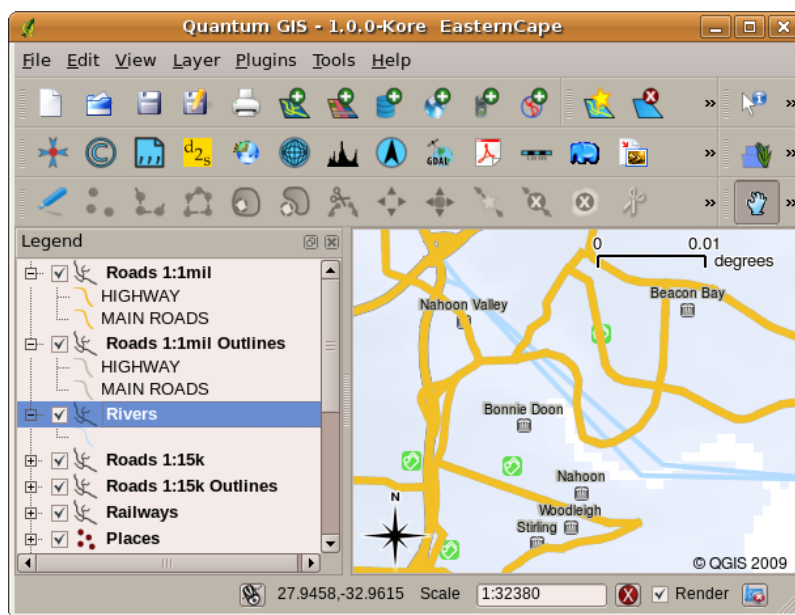 Quantum GIS - 1.0.0-Kore EasternCape
File Edit View Layer Plugins Tools Help
d2s
GDAL
Legend
Roads 1:1mil
HIGHWAY
MAIN ROADS
Roads 1:1mil Outlines
HIGHWAY
MAIN ROADS
Rivers
Roads 1:15k
Roads 1:15k Outlines
Railways
Places
0 0.01
degrees
Beacon Bay
Nahoon Valley
Bonnie Doon
Nahoon
Woodleigh
Stirling
N
© QGIS 2009
27.9458,-32.9615 Scale 1:32380 Render